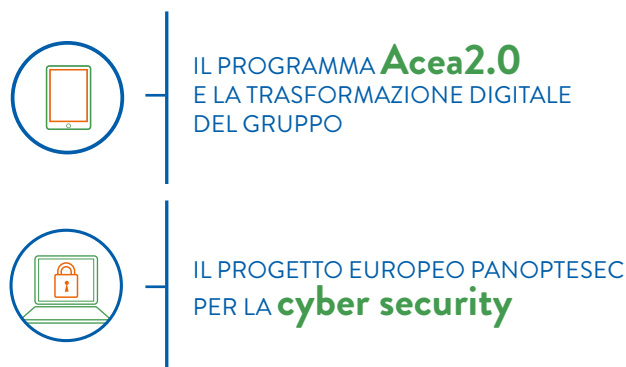 IL PROGRAMMA Acea2.0
E LA TRASFORMAZIONE DIGITALE
DEL GRUPPO
IL PROGETTO EUROPEO PANOPTESEC
PER LA cyber security